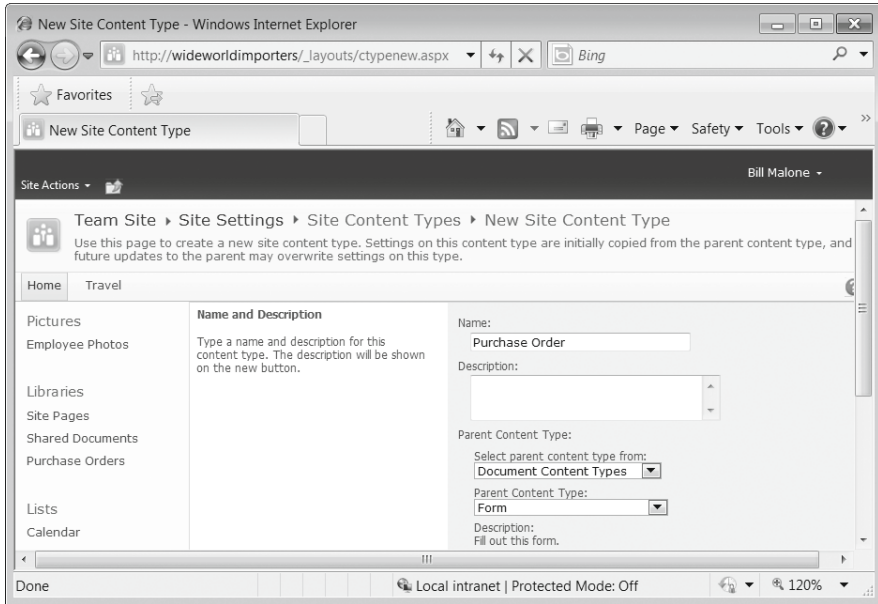 New Site Content Type - Windows Internet Explorer
http://wideworldimporters/_layouts/ctypenew.aspx
Bing
Favorites
New Site Content Type
Page
Safety
Tools
Site Actions
Bill Malone
Team Site
Site Settings
Site Content Types
New Site Content Type
Use this page to create a new site content type. Settings on this content type are initially copied from the parent content type, and
future updates to the parent may overwrite settings on this type.
Home
Travel
Pictures
Employee Photos
Libraries
Site Pages
Shared Documents
Purchase Orders
Lists
Calendar
Name and Description
Type a name and description for this
content type. The description will be shown
on the new button.
Name:
Purchase Order
Description:
Parent Content Type:
Select parent content type from:
Document Content Types
Parent Content Type:
Form
Description:
Fill out this form.
Done
Local intranet | Protected Mode: Off
120%